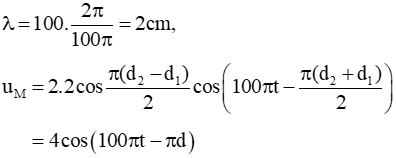 λ = 100. 2π/100π = 2cm,
u_M = 2.2cos π(d₂ − d₁)/2 cos(100πt − π(d₂ + d₁)/2)
= 4cos(100πt − πd)